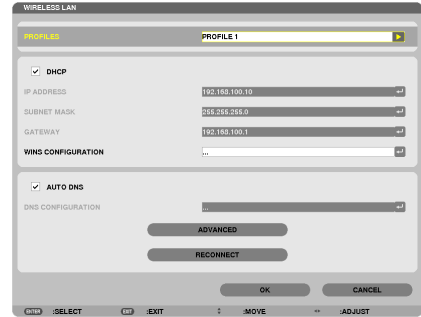 WIRELESS LAN
PROFILES PROFILE 1
DHCP
IP ADDRESS 192.168.100.10
SUBNET MASK 255.255.255.0
GATEWAY 192.168.100.1
WINS CONFIGURATION ...
AUTO DNS
DNS CONFIGURATION ...
ADVANCED
RECONNECT
OK CANCEL
ENTER :SELECT EXIT :EXIT :MOVE :ADJUST